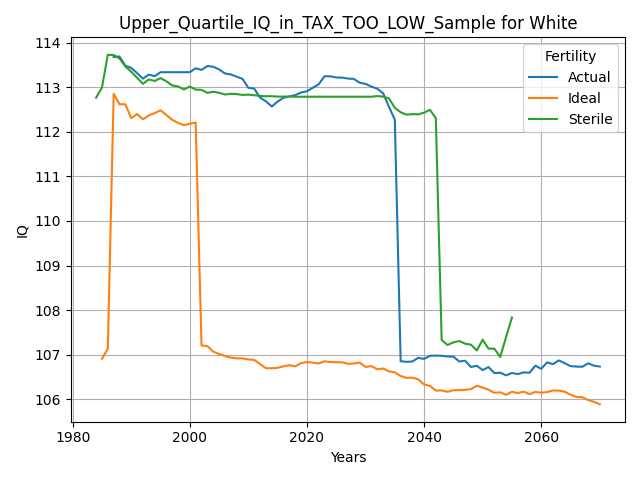 Upper_Quartile_IQ_in_TAX_TOO_LOW_Sample for White
114
113
112
111
110
109
108
107
106
IQ
Fertility
Actual
Ideal
Sterile
1980
2000
2020
2040
2060
Years